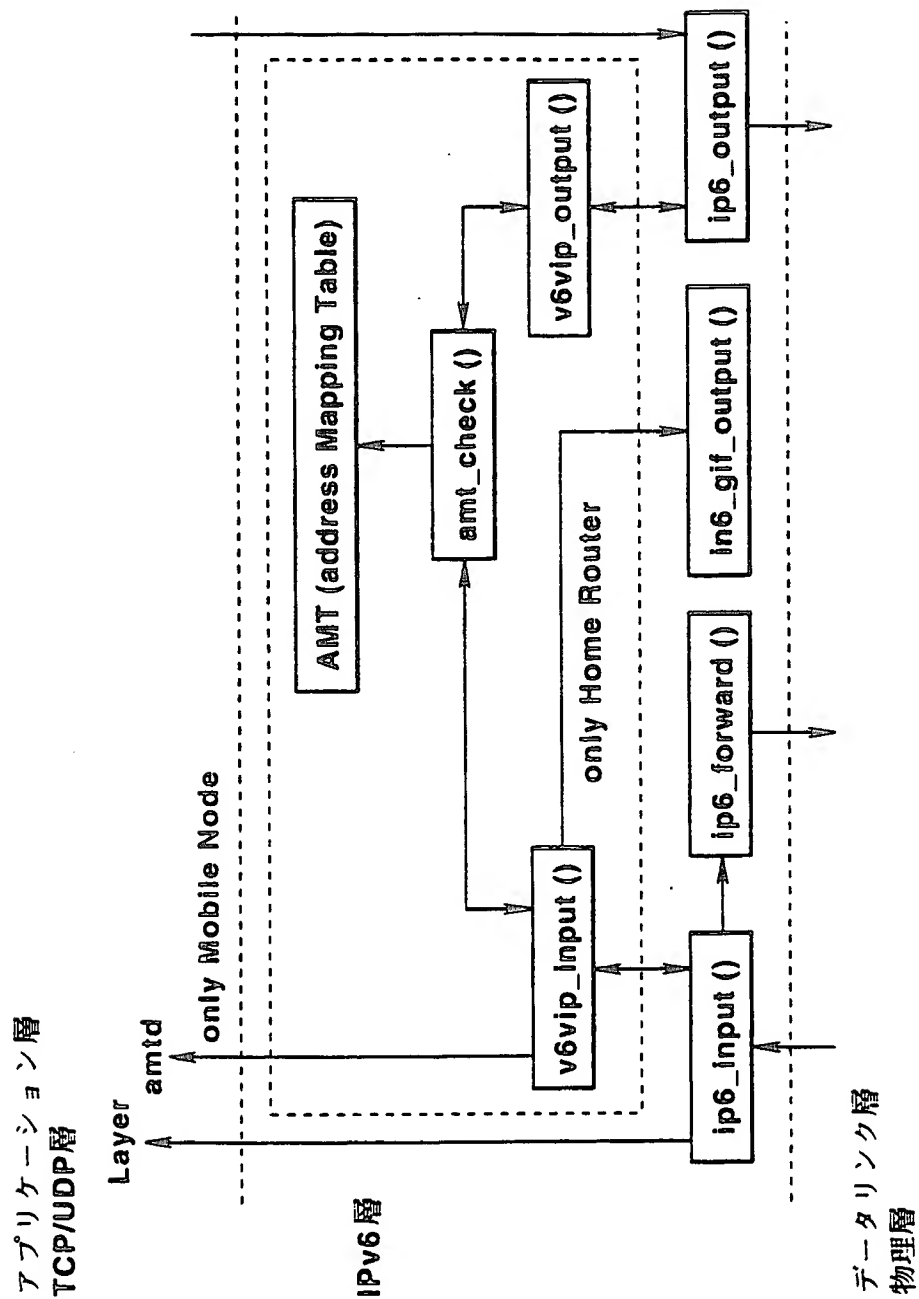 アプリケーション層
TCP/UDP層
Layer
amtd
only Mobile Node
IPv6層
AMT (address Mapping Table)
amt_check ()
v6vip_input ()
v6vip_output ()
only Home Router
ip6_input ()
ip6_forward ()
in6_gif_output ()
ip6_output ()
データリンク層
物理層